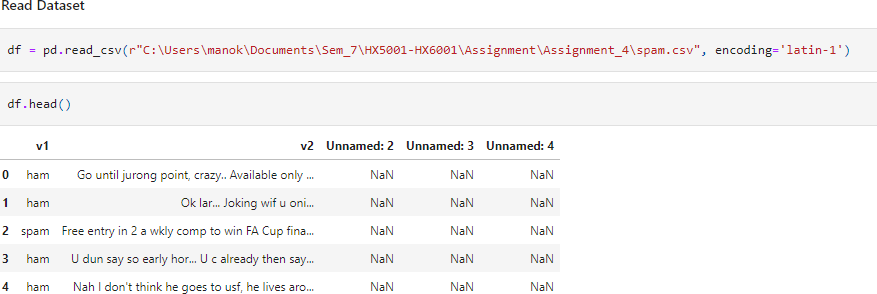 Read Dataset
df = pd.read_csv(r"C:\Users\manok\Documents\Sem_7\HX5001-HX6001\Assignment\Assignment_4\spam.csv", encoding='latin-1')
df.head()
v1 v2 Unnamed: 2 Unnamed: 3 Unnamed: 4
0 ham Go until jurong point, crazy.. Available only ... NaN NaN NaN
1 ham Ok lar... Joking wif u oni... NaN NaN NaN
2 spam Free entry in 2 a wkly comp to win FA Cup fina... NaN NaN NaN
3 ham U dun say so early hor... U c already then say... NaN NaN NaN
4 ham Nah I don't think he goes to usf, he lives aro... NaN NaN NaN